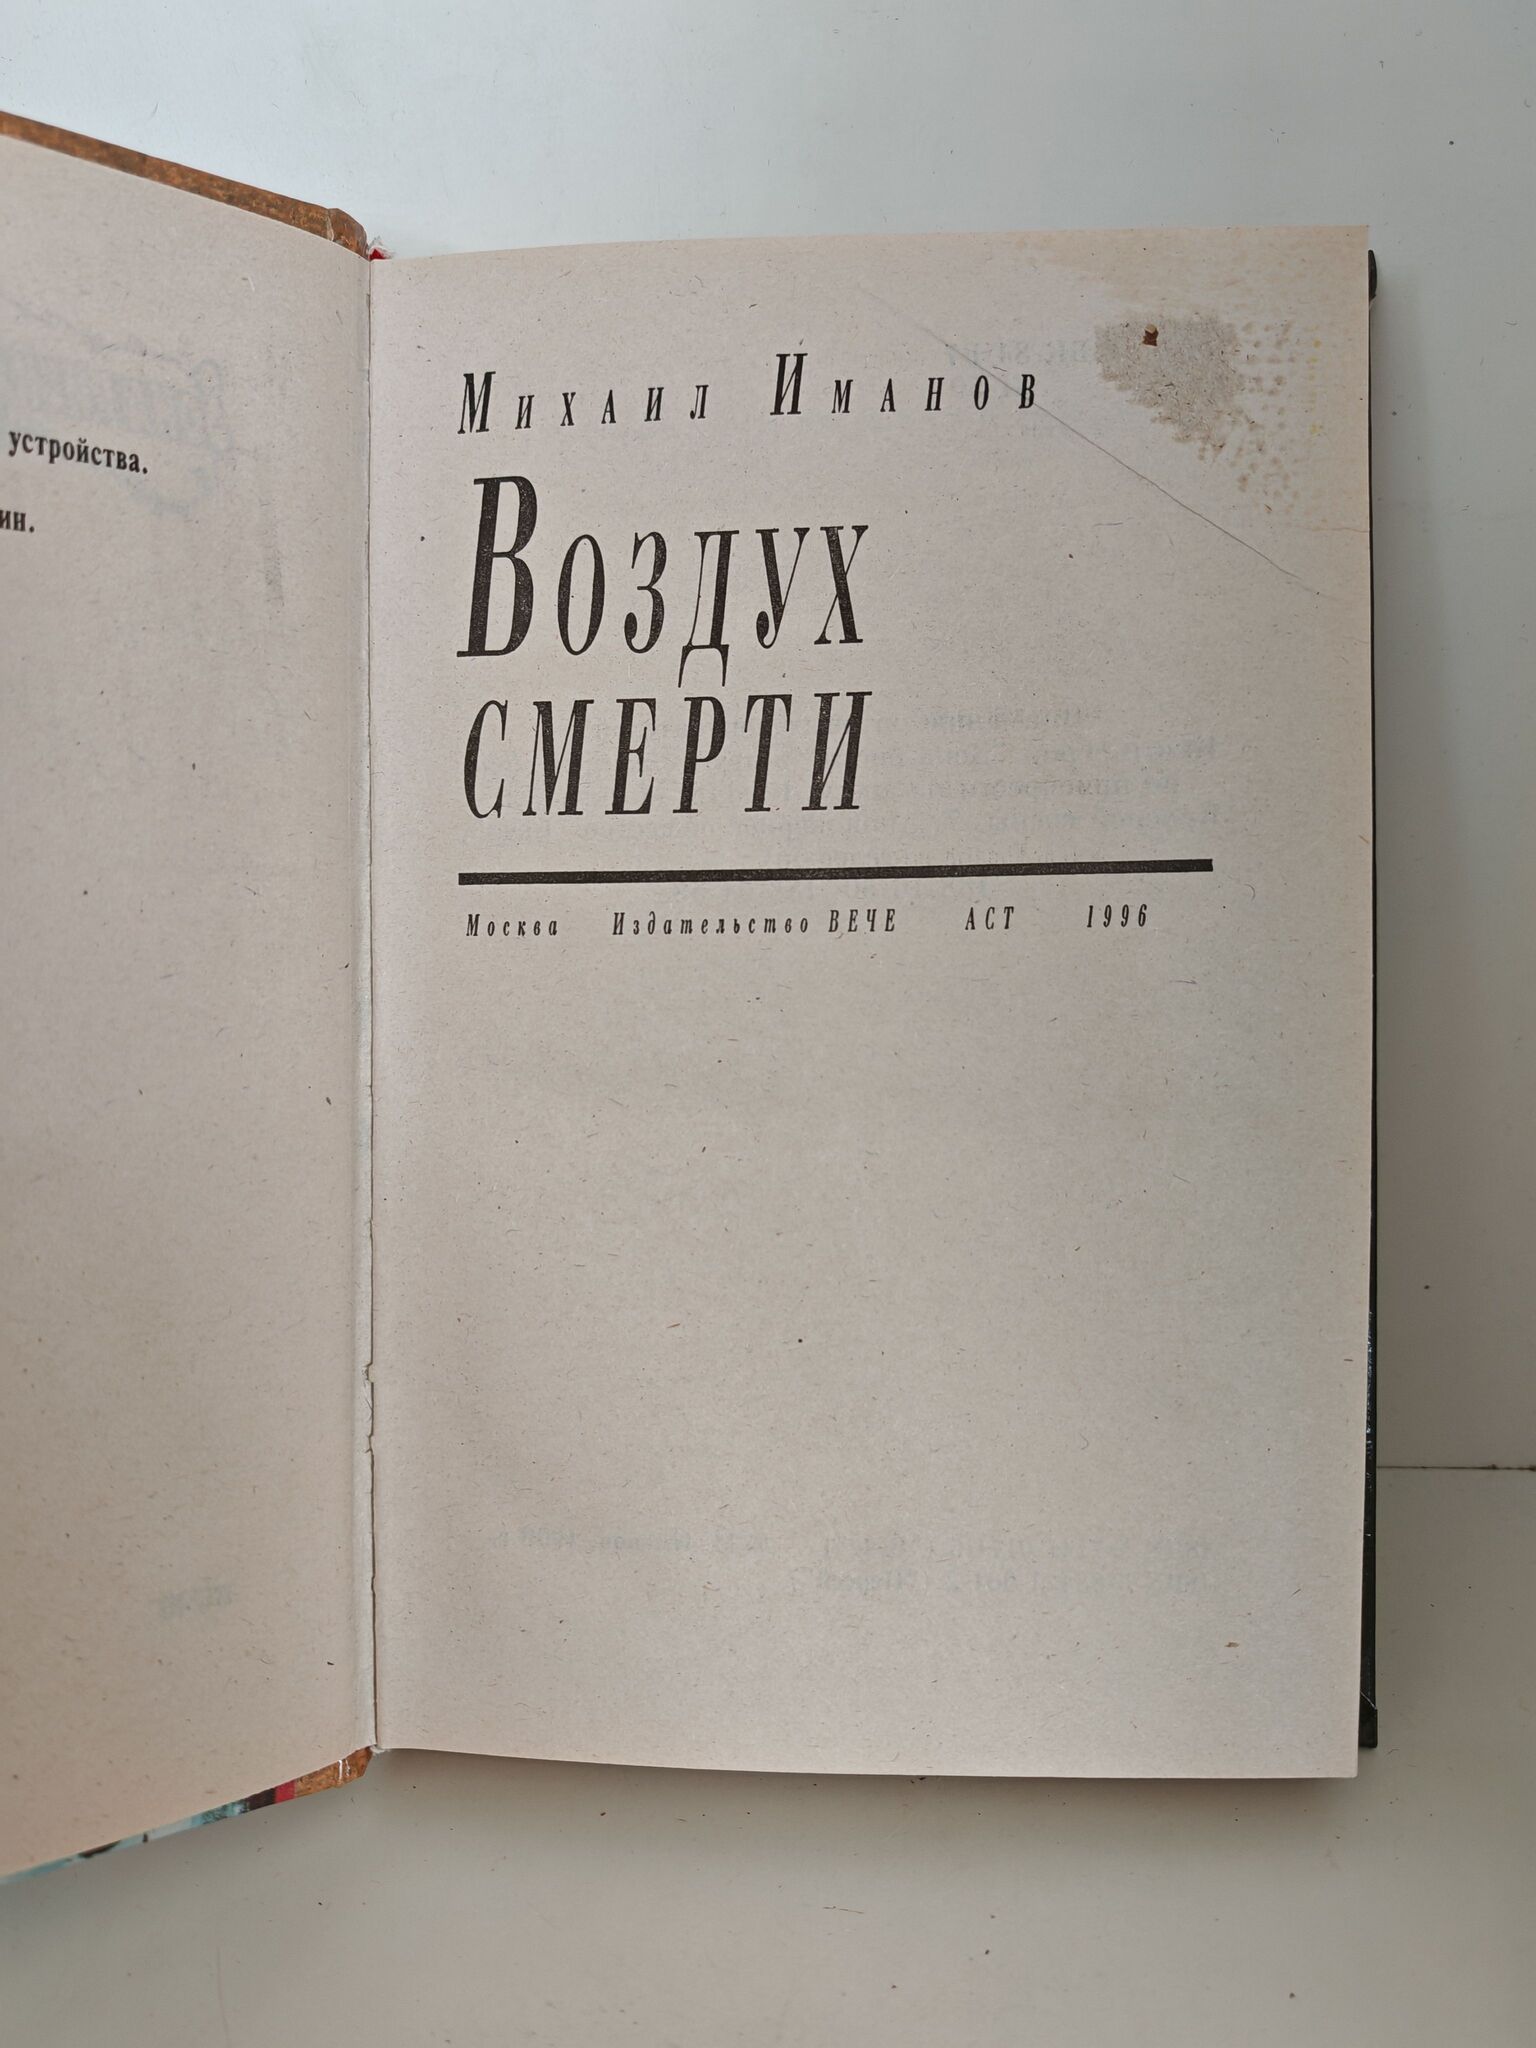 устройства.
ин.
Михаил Иманов
Воздух
смерти
Москва Издательство ВЕЧЕ АСТ 1996